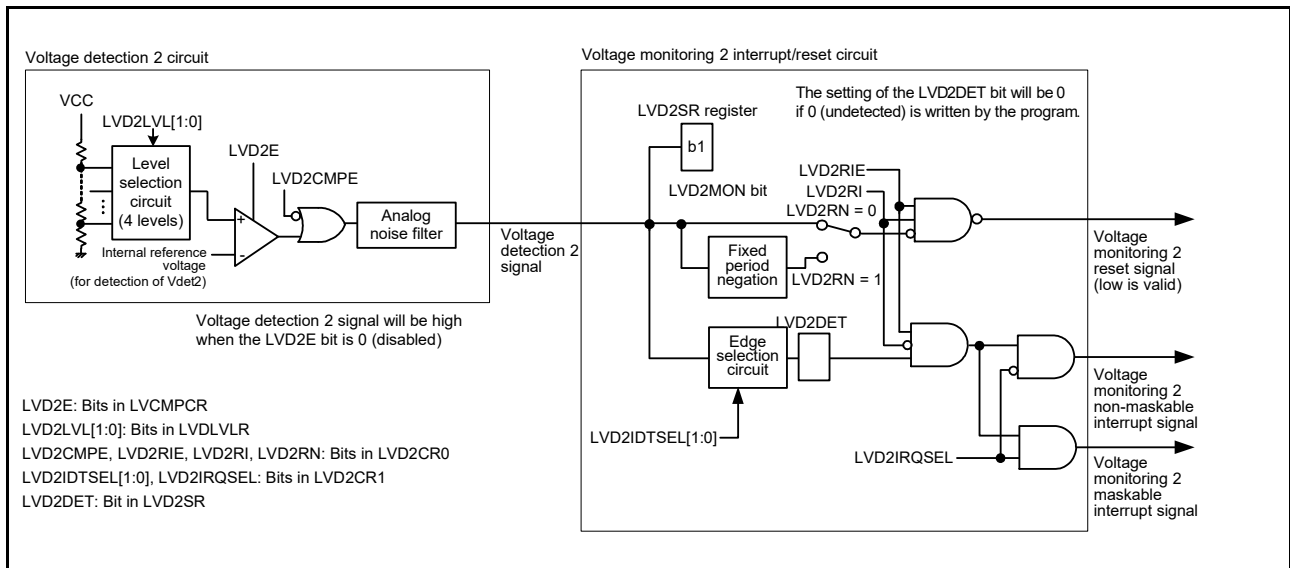 Voltage detection 2 circuit
VCC
LVD2LVL[1:0]
Level
selection
circuit
(4 levels)
LVD2E
LVD2CMPE
+
-
Analog
noise filter
Internal reference
voltage
(for detection of Vdet2)
Voltage detection 2 signal will be high
when the LVD2E bit is 0 (disabled)
Voltage
detection 2
signal
Voltage monitoring 2 interrupt/reset circuit
The setting of the LVD2DET bit will be 0
if 0 (undetected) is written by the program.
LVD2SR register
b1
LVD2MON bit
LVD2RIE
LVD2RI
LVD2RN = 0
Fixed
period
negation
LVD2RN = 1
LVD2DET
Edge
selection
circuit
LVD2IDTSEL[1:0]
LVD2IRQSEL
Voltage
monitoring 2
reset signal
(low is valid)
Voltage
monitoring 2
non-maskable
interrupt signal
Voltage
monitoring 2
maskable
interrupt signal
LVD2E: Bits in LVCMPCR
LVD2LVL[1:0]: Bits in LVDLVLR
LVD2CMPE, LVD2RIE, LVD2RI, LVD2RN: Bits in LVD2CR0
LVD2IDTSEL[1:0], LVD2IRQSEL: Bits in LVD2CR1
LVD2DET: Bit in LVD2SR